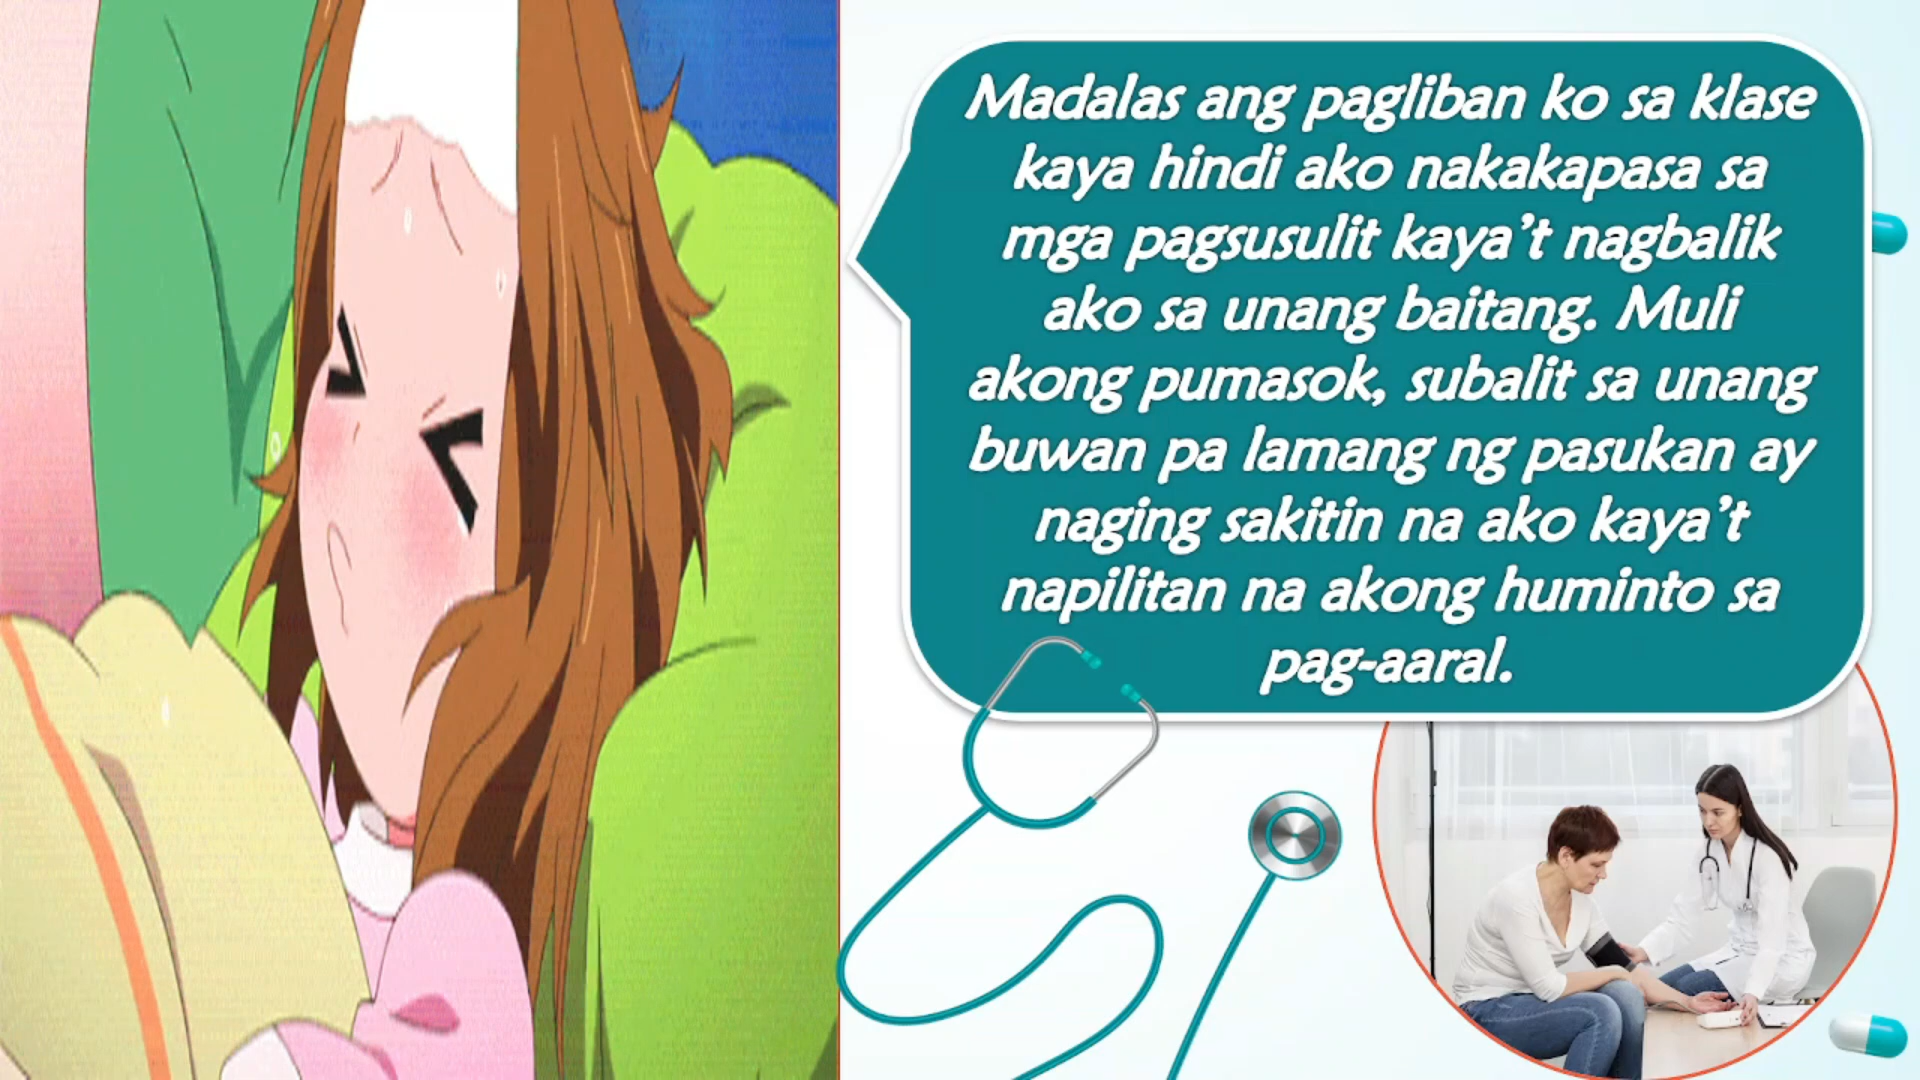 Madalas ang pagliban ko sa klase
kaya hindi ako nakakapasa sa
mga pagsusulit kaya’t nagbalik
ako sa unang baitang. Muli
akong pumasok, subalit sa unang
buwan pa lamang ng pasukan ay
naging sakitin na ako kaya’t
napilitan na akong huminto sa
pag-aaral.